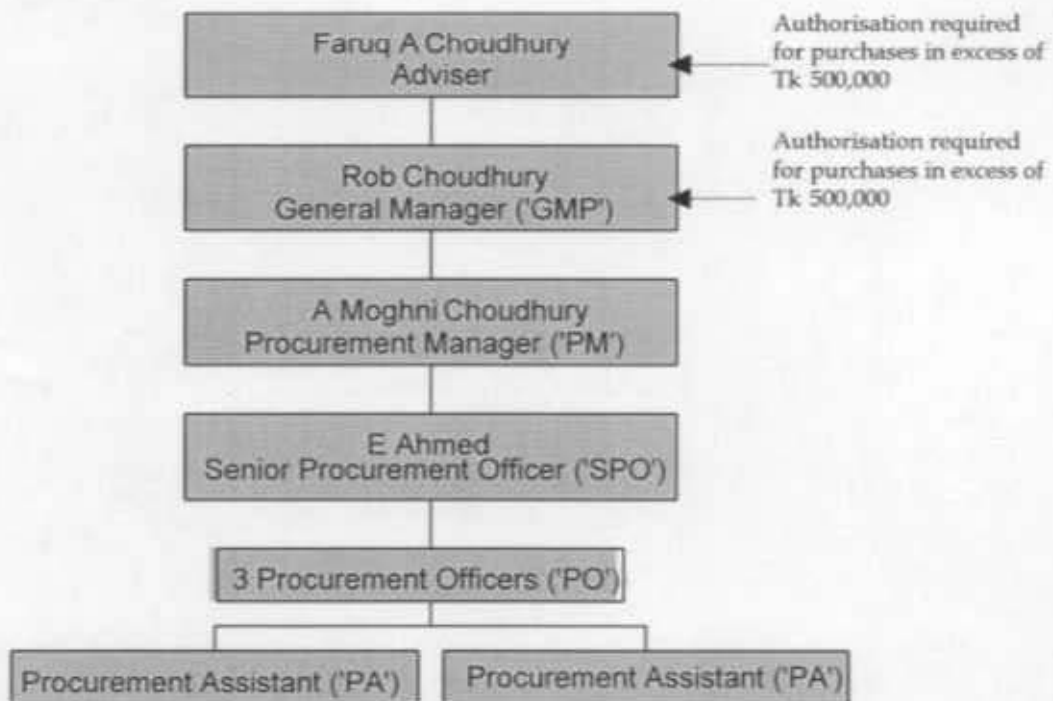 Faruq A Choudhury
Adviser
Authorisation required
for purchases in excess of
Tk 500,000
Rob Choudhury
General Manager ('GMP')
Authorisation required
for purchases in excess of
Tk 500,000
A Moghni Choudhury
Procurement Manager ('PM')
E Ahmed
Senior Procurement Officer ('SPO')
3 Procurement Officers ('PO')
Procurement Assistant ('PA')
Procurement Assistant ('PA')